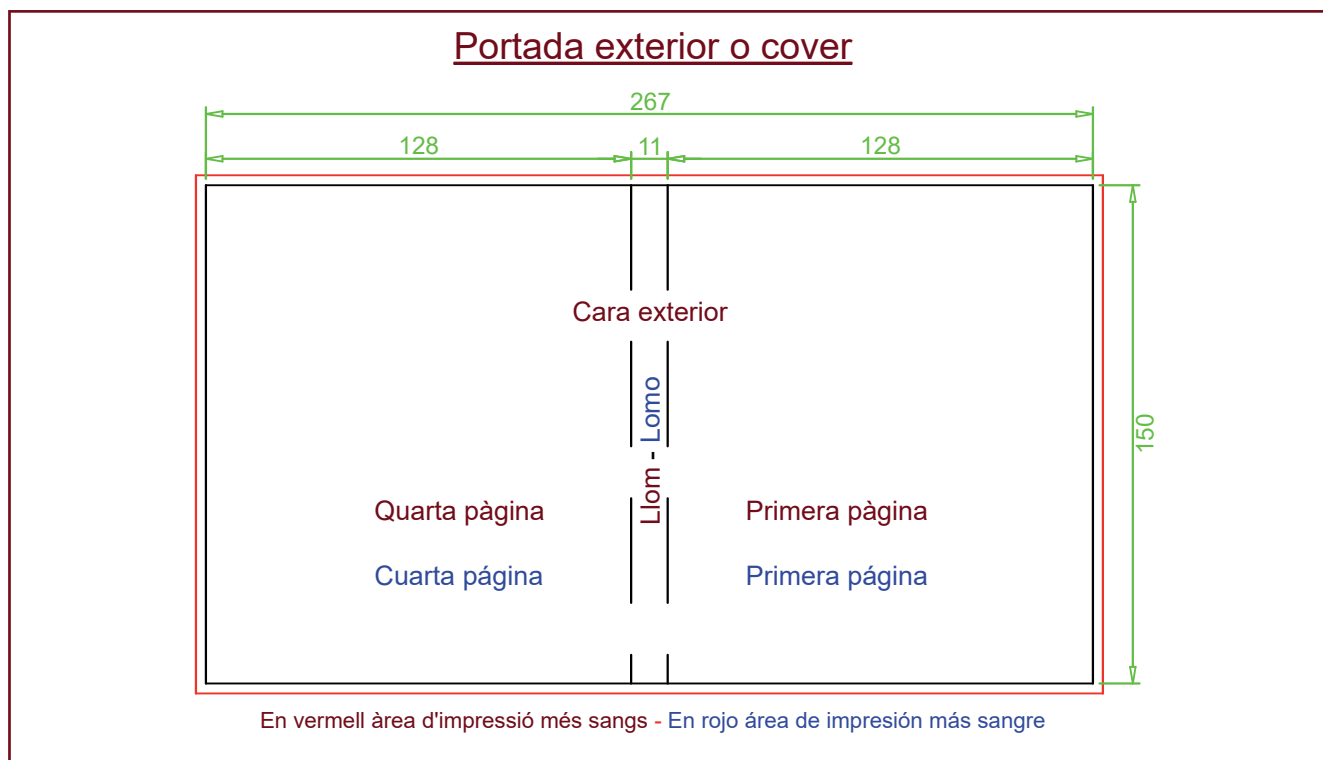 Portada exterior o cover
267
128
11
128
Cara exterior
150
Llom - Lomo
Quarta pàgina
Primera pàgina
Cuarta página
Primera página
En vermell àrea d'impressió més sangs - En rojo área de impresión más sangre